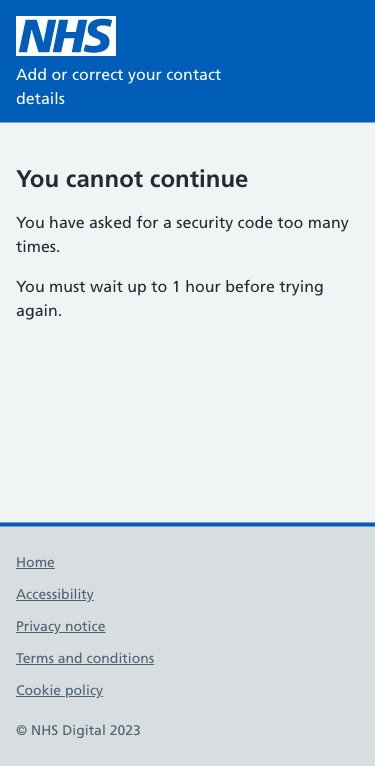 NHS
Add or correct your contact
details
You cannot continue
You have asked for a security code too many
times.
You must wait up to 1 hour before trying
again.
Home
Accessibility
Privacy notice
Terms and conditions
Cookie policy
© NHS Digital 2023